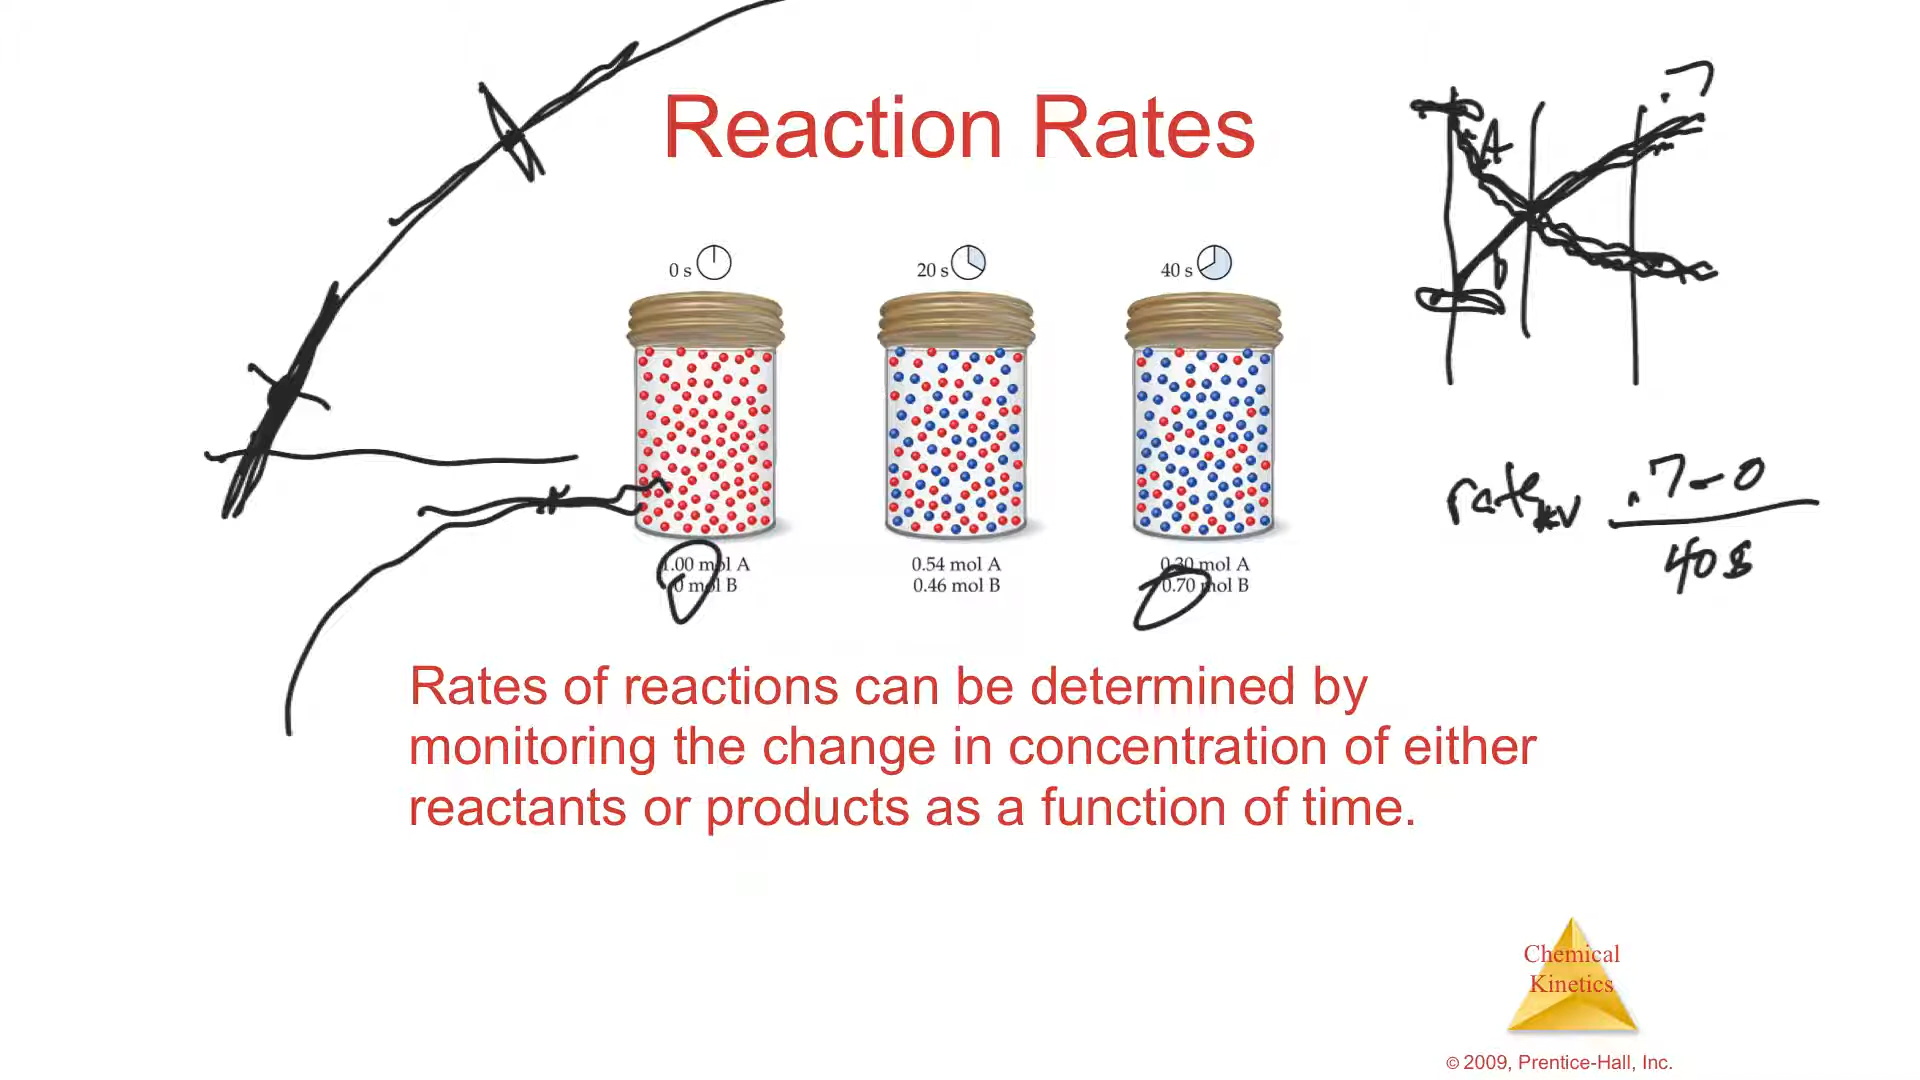 Reaction Rates
.7
A
b
0 s
20 s
40 s
1.00 mol A
0 mol B
0.54 mol A
0.46 mol B
0.30 mol A
0.70 mol B
rate
.7-0
40 s
Rates of reactions can be determined by
monitoring the change in concentration of either
reactants or products as a function of time.
Chemical
Kinetics
© 2009, Prentice-Hall, Inc.